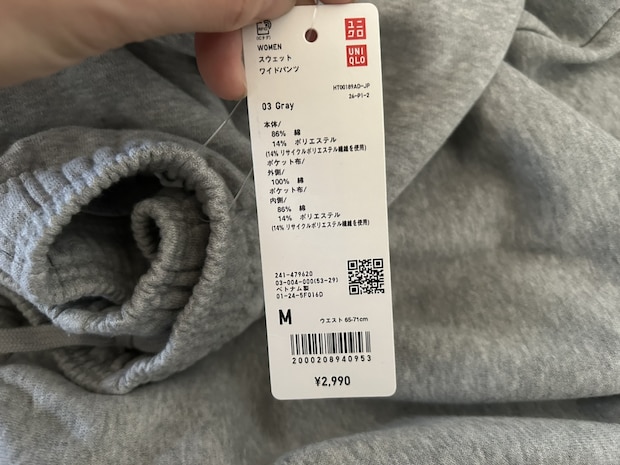 ユニ
クロ
UNI
QLO
WOMEN
スウェット
ワイドパンツ
HT00189AD-JP
26-P1-2
03 Gray
本体/
86% 綿
14% ポリエステル
(14% リサイクルポリエステル繊維を使用)
ポケット布/
外側/
100% 綿
ポケット布/
内側/
86% 綿
14% ポリエステル
(14% リサイクルポリエステル繊維を使用)
241-479620
03-004-000(53-29)
ベトナム製
01-24-5F016O
M ウエスト 65-71cm
2000208940953
¥2,990